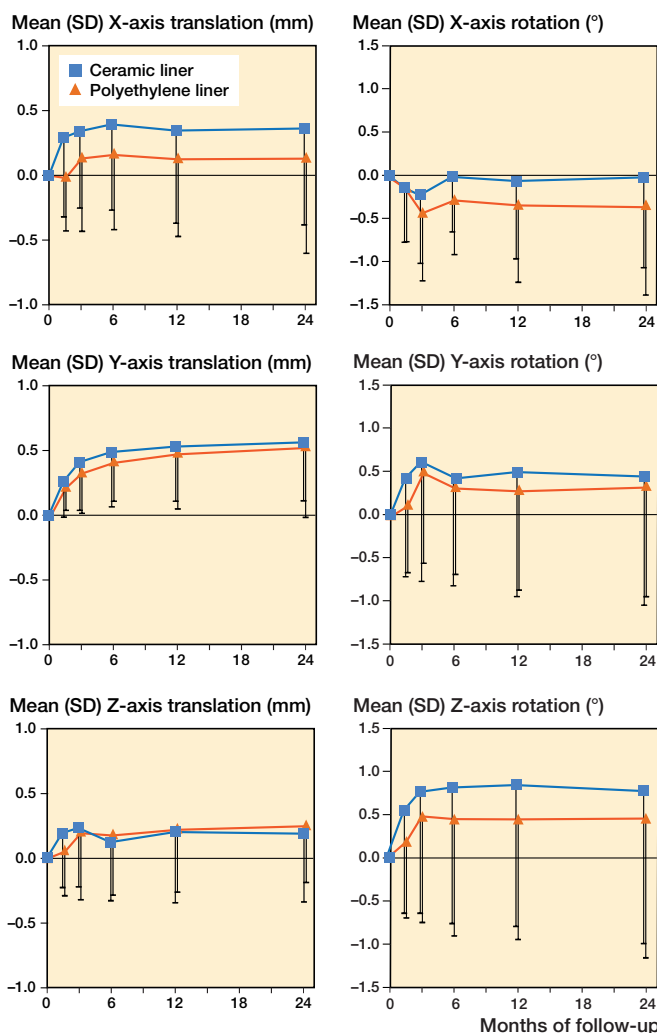 Mean (SD) X-axis translation (mm)
1.0
0.5
0.0
–0.5
–1.0
Ceramic liner
Polyethylene liner
0 6 12 18 24
Mean (SD) X-axis rotation (°)
1.5
1.0
0.5
0.0
–0.5
–1.0
–1.5
0 6 12 18 24
Mean (SD) Y-axis translation (mm)
1.0
0.5
0.0
–0.5
–1.0
0 6 12 18 24
Mean (SD) Y-axis rotation (°)
1.5
1.0
0.5
0.0
–0.5
–1.0
–1.5
0 6 12 18 24
Mean (SD) Z-axis translation (mm)
1.0
0.5
0.0
–0.5
–1.0
0 6 12 18 24
Mean (SD) Z-axis rotation (°)
1.5
1.0
0.5
0.0
–0.5
–1.0
–1.5
0 6 12 18 24
Months of follow-up